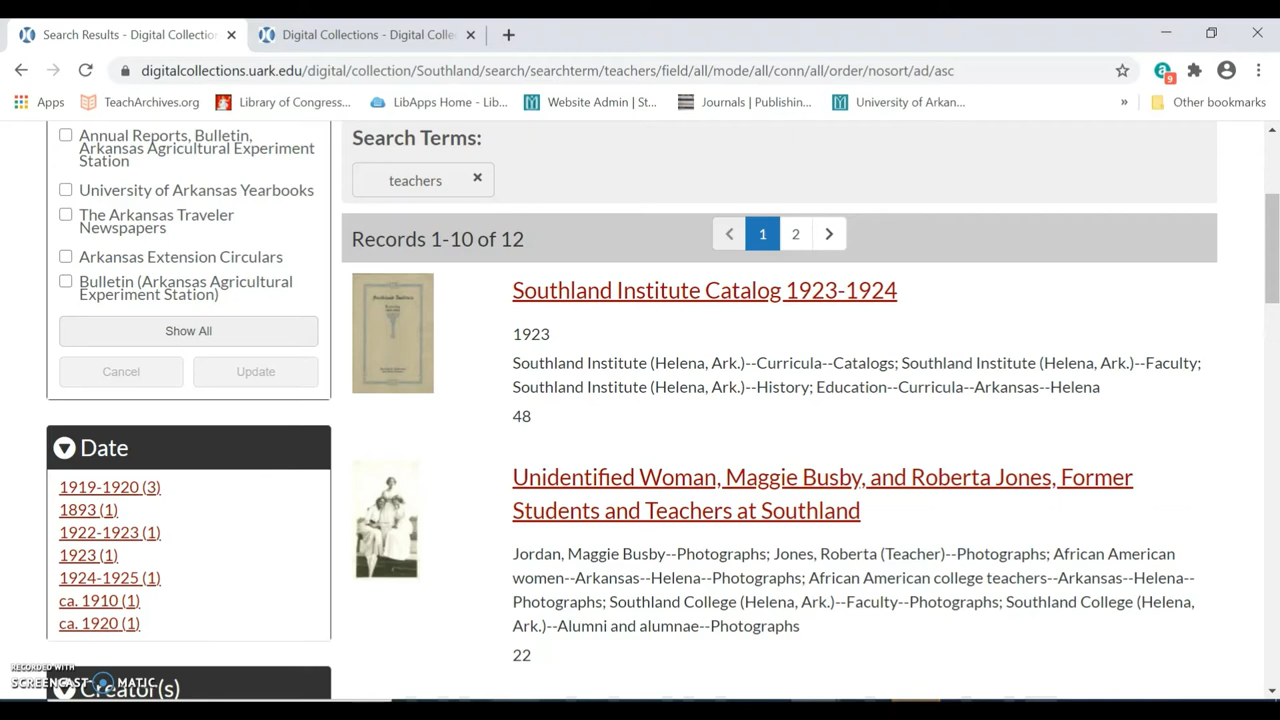 Search Results - Digital Collectio
Digital Collections - Digital Colle
digitalcollections.uark.edu/digital/collection/Southland/search/searchterm/teachers/field/all/mode/all/conn/all/order/nosort/ad/asc
9
Apps
TeachArchives.org
Library of Congress...
LibApps Home - Lib...
Website Admin | St...
Journals | Publishin...
University of Arkan...
»
Other bookmarks
Annual Reports, Bulletin,
Arkansas Agricultural Experiment
Station
University of Arkansas Yearbooks
The Arkansas Traveler
Newspapers
Arkansas Extension Circulars
Bulletin (Arkansas Agricultural
Experiment Station)
Show All
Cancel
Update
Date
1919-1920 (3)
1893 (1)
1922-1923 (1)
1923 (1)
1924-1925 (1)
ca. 1910 (1)
ca. 1920 (1)
Creator(s)
RECORDED WITH
SCREENCAST MATIC
Search Terms:
teachers ×
Records 1-10 of 12
1
2
Southland Institute
Southland Institute Catalog 1923-1924
1923
Southland Institute (Helena, Ark.)--Curricula--Catalogs; Southland Institute (Helena, Ark.)--Faculty;
Southland Institute (Helena, Ark.)--History; Education--Curricula--Arkansas--Helena
48
Unidentified Woman, Maggie Busby, and Roberta Jones, Former
Students and Teachers at Southland
Jordan, Maggie Busby--Photographs; Jones, Roberta (Teacher)--Photographs; African American
women--Arkansas--Helena--Photographs; African American college teachers--Arkansas--Helena--
Photographs; Southland College (Helena, Ark.)--Faculty--Photographs; Southland College (Helena,
Ark.)--Alumni and alumnae--Photographs
22